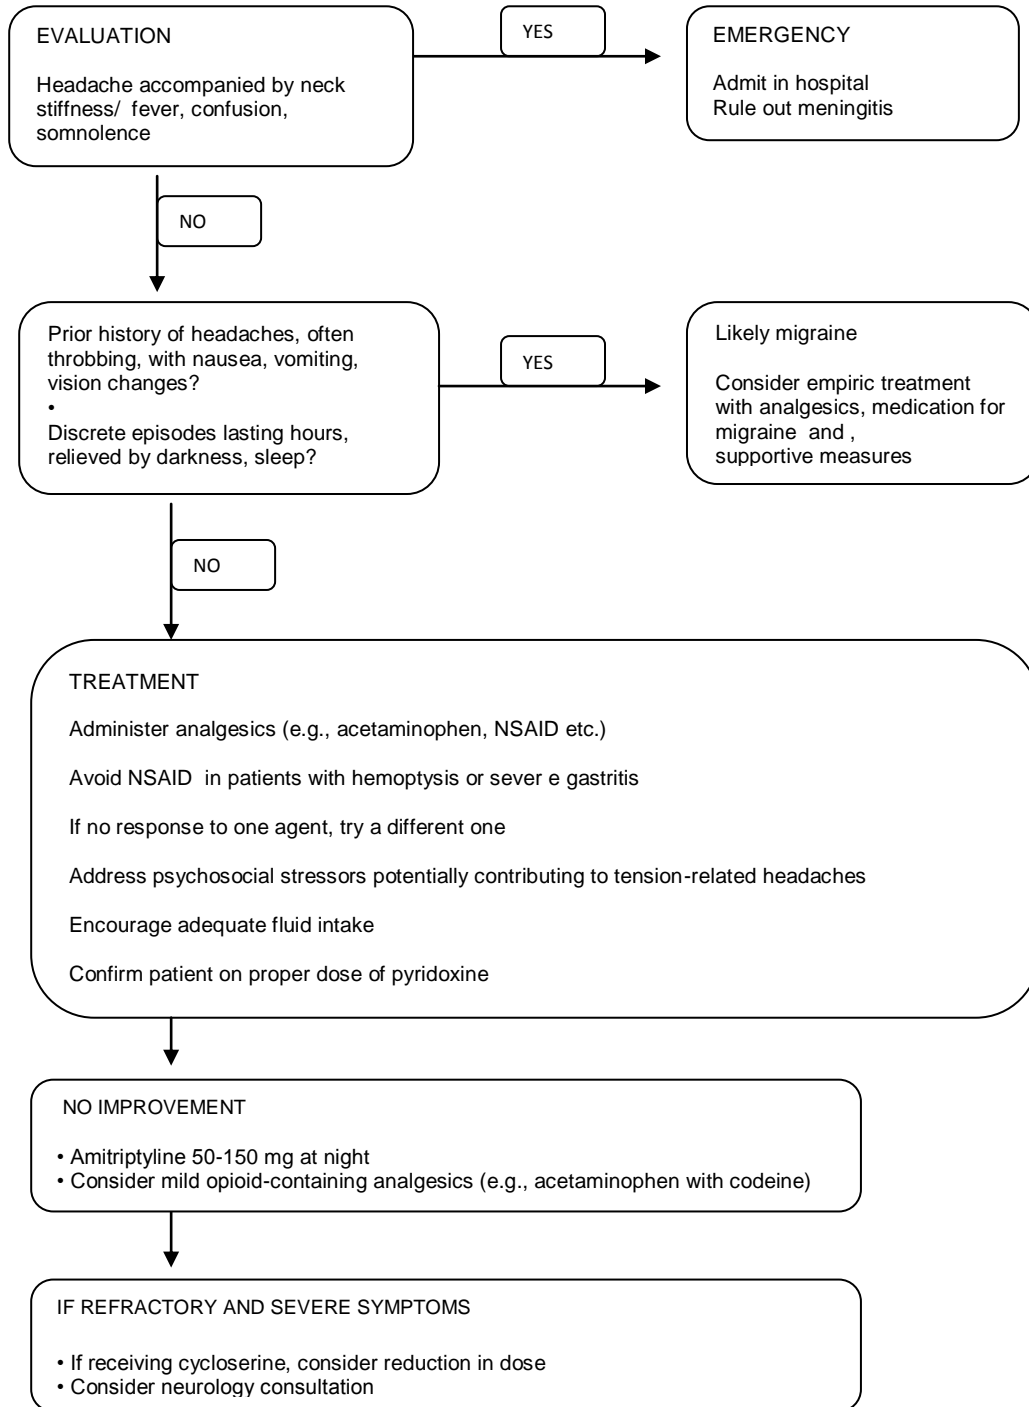 EVALUATION
Headache accompanied by neck
stiffness/ fever, confusion,
somnolence
YES
EMERGENCY
Admit in hospital
Rule out meningitis
NO
Prior history of headaches, often
throbbing, with nausea, vomiting,
vision changes?
•
Discrete episodes lasting hours,
relieved by darkness, sleep?
YES
Likely migraine
Consider empiric treatment
with analgesics, medication for
migraine and ,
supportive measures
NO
TREATMENT
Administer analgesics (e.g., acetaminophen, NSAID etc.)
Avoid NSAID in patients with hemoptysis or sever e gastritis
If no response to one agent, try a different one
Address psychosocial stressors potentially contributing to tension-related headaches
Encourage adequate fluid intake
Confirm patient on proper dose of pyridoxine
NO IMPROVEMENT
• Amitriptyline 50-150 mg at night
• Consider mild opioid-containing analgesics (e.g., acetaminophen with codeine)
IF REFRACTORY AND SEVERE SYMPTOMS
• If receiving cycloserine, consider reduction in dose
• Consider neurology consultation